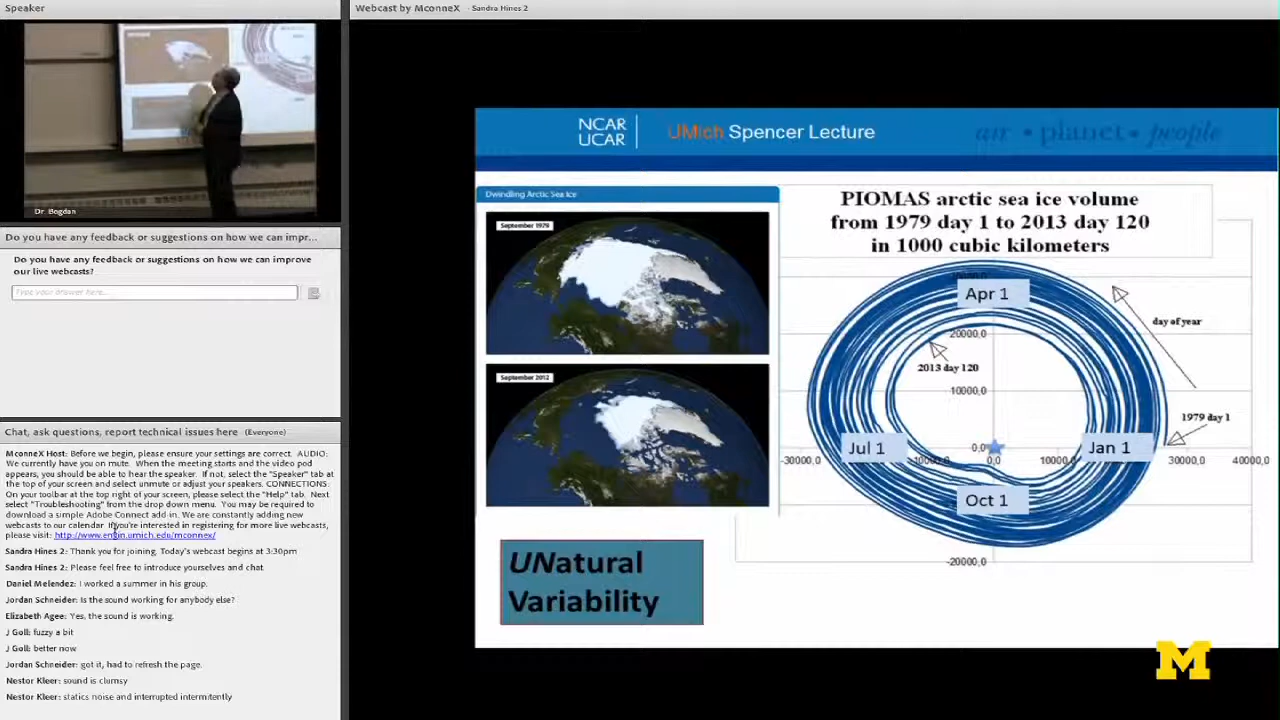 Speaker
Dr. Bogdan
Do you have any feedback or suggestions on how we can impr...
Do you have any feedback or suggestions on how we can improve
our live webcasts?
Type your answer here...
Chat, ask questions, report technical issues here (Everyone)
MconneX Host: Before we begin, please ensure your settings are correct. AUDIO:
We currently have you on mute. When the meeting starts and the video pod
appears, you should be able to hear the speaker. If not, select the "Speaker" tab at
the top of your screen and select unmute or adjust your speakers. CONNECTIONS:
On your toolbar at the top right of your screen, please select the "Help" tab. Next
select "Troubleshooting" from the drop down menu. You may be required to
download a simple Adobe Connect add in. We are constantly adding new
webcasts to our calendar. If you're interested in registering for more live webcasts,
please visit: http://www.engin.umich.edu/mconnex/
Sandra Hines 2: Thank you for joining. Today's webcast begins at 3:30pm
Sandra Hines 2: Please feel free to introduce yourselves and chat
Daniel Melendez: I worked a summer in his group.
Jordan Schneider: Is the sound working for anybody else?
Elizabeth Agee: Yes, the sound is working.
J Goll: fuzzy a bit
J Goll: better now
Jordan Schneider: got it, had to refresh the page.
Nestor Kleer: sound is clumsy
Nestor Kleer: statics noise and interrupted intermitently
Webcast by MconneX - Sandra Hines 2
NCAR
UCAR
UMich Spencer Lecture
air • planet • people
Dwindling Arctic Sea Ice
September 1979
September 2012
UNatural
Variability
PIOMAS arctic sea ice volume
from 1979 day 1 to 2013 day 120
in 1000 cubic kilometers
30000,0
Apr 1
day of year
20000,0
2013 day 120
10000,0
1979 day 1
Jul 1
0,0
Jan 1
-30000,0
-10000,0
0,0
10000,0
30000,0
40000,0
Oct 1
-20000,0
M